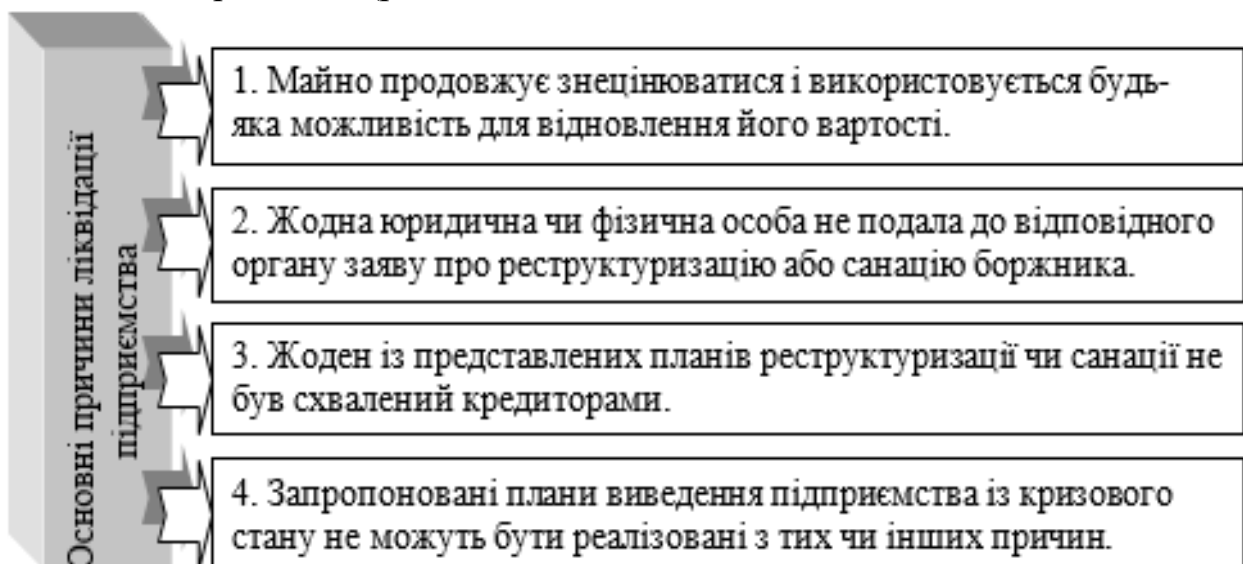 Основні причини ліквідації
підприємства
1. Майно продовжує знецінюватися і використовується будь-
яка можливість для відновлення його вартості.
2. Жодна юридична чи фізична особа не подала до відповідного
органу заяву про реструктуризацію або санацію боржника.
3. Жоден із представлених планів реструктуризації чи санації не
був схвалений кредиторами.
4. Запропоновані плани виведення підприємства із кризового
стану не можуть бути реалізовані з тих чи інших причин.